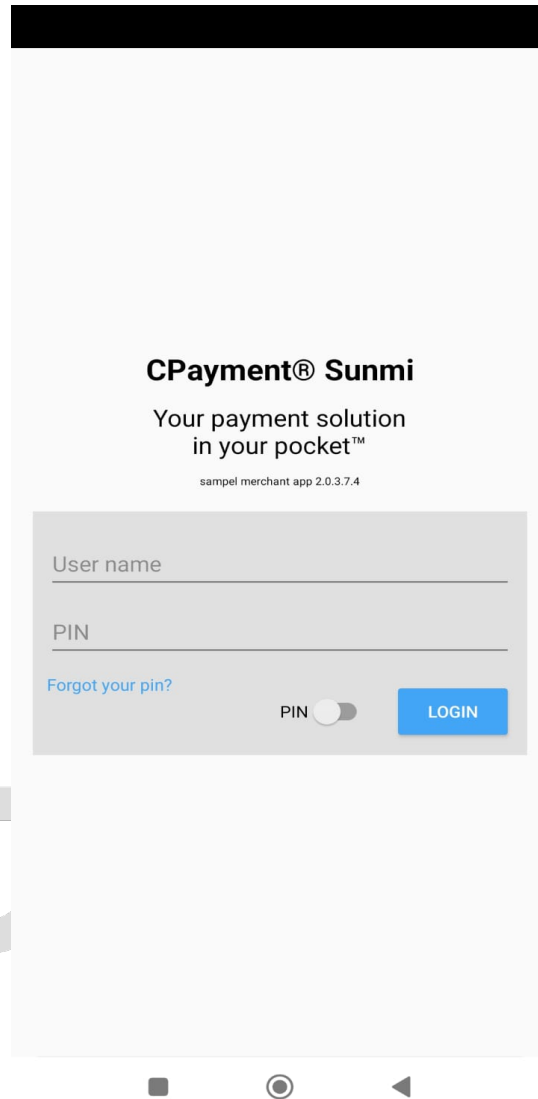 CPayment® Sunmi
Your payment solution
in your pocket™
sampel merchant app 2.0.3.7.4
User name
PIN
Forgot your pin?
PIN
LOGIN